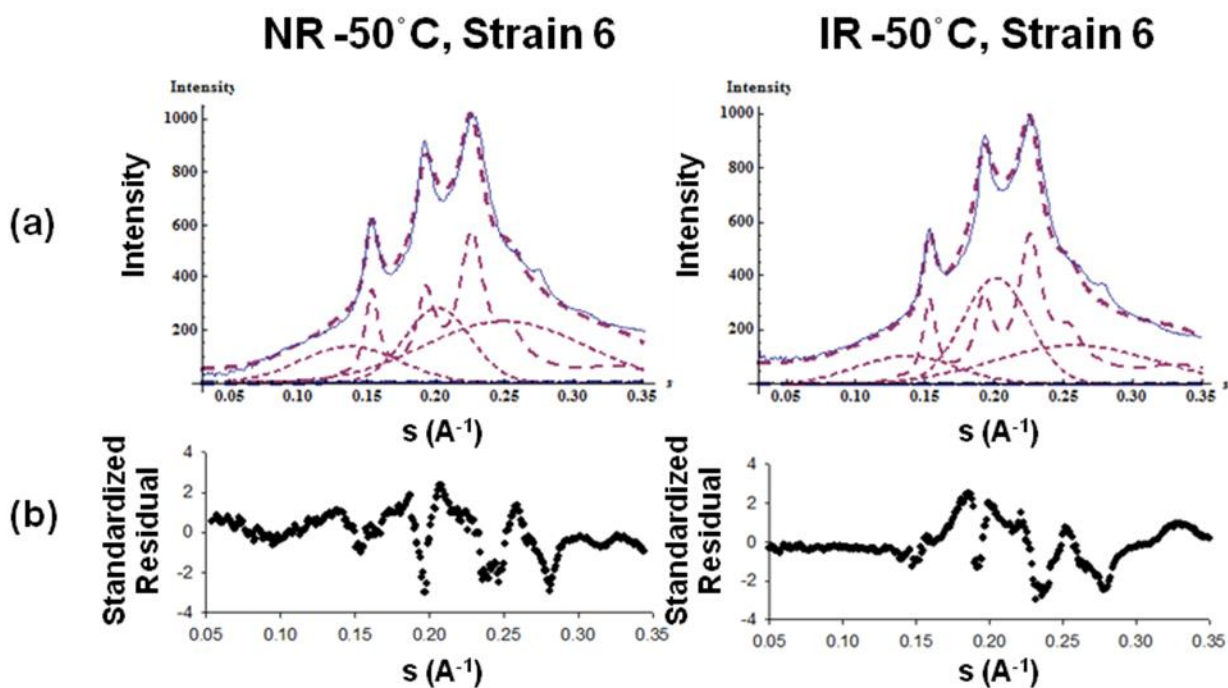 NR -50°C, Strain 6
IR -50°C, Strain 6
(a)
Intensity
Intensity
1000
800
600
400
200
0.05 0.10 0.15 0.20 0.25 0.30 0.35
s
s (A-1)
Intensity
Intensity
1000
800
600
400
200
0.05 0.10 0.15 0.20 0.25 0.30 0.35
s
s (A-1)
(b)
Standardized
Residual
4
2
0
-2
-4
0.05 0.10 0.15 0.20 0.25 0.30 0.35
s (A-1)
Standardized
Residual
4
2
0
-2
-4
0.05 0.10 0.15 0.20 0.25 0.30 0.35
s (A-1)